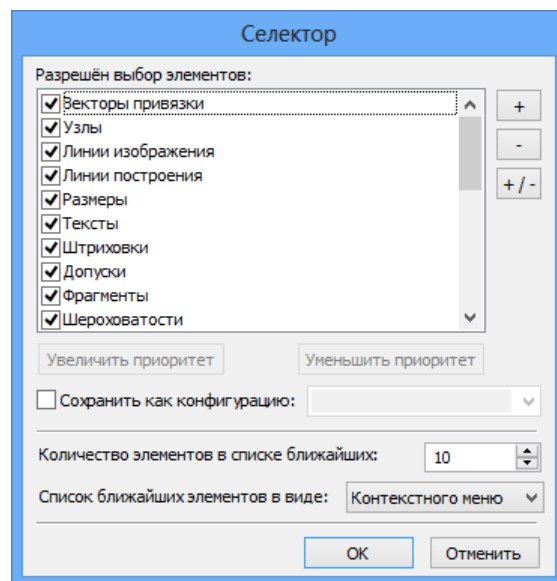 Селектор
Разрешён выбор элементов:
Векторы привязки
+
Узлы
Линии изображения
-
Линии построения
+ / -
Размеры
Тексты
Штриховки
Допуски
Фрагменты
Шероховатости
Увеличить приоритет Уменьшить приоритет
Сохранить как конфигурацию:
Количество элементов в списке ближайших: 10
Список ближайших элементов в виде: Контекстного меню
OK Отменить